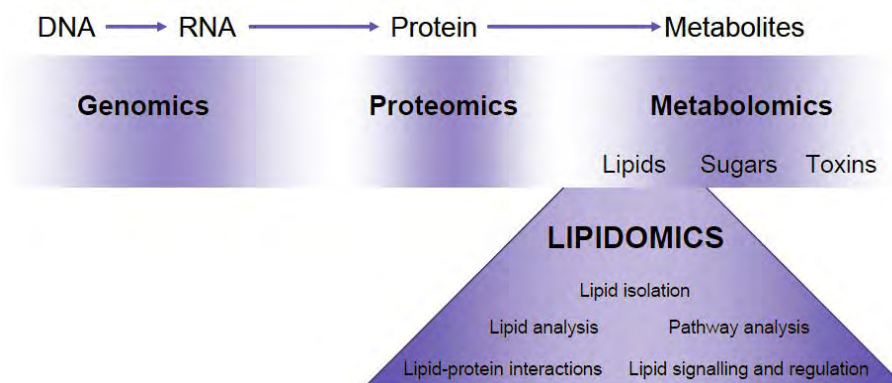 DNA RNA Protein Metabolites
Genomics Proteomics Metabolomics
Lipids Sugars Toxins
LIPIDOMICS
Lipid isolation
Lipid analysis Pathway analysis
Lipid-protein interactions Lipid signalling and regulation